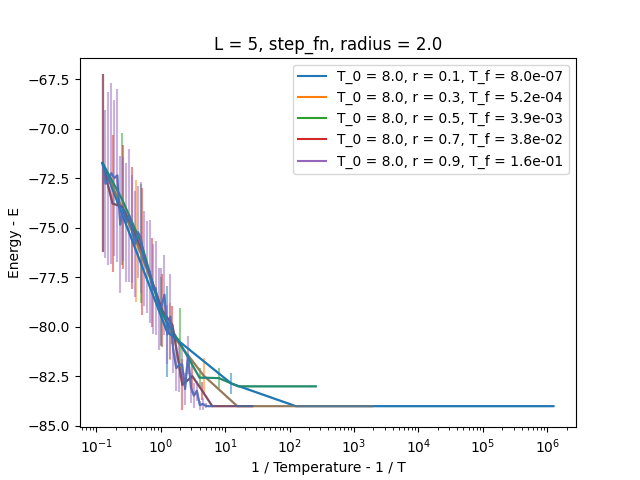 L = 5, step_fn, radius = 2.0
T_0 = 8.0, r = 0.1, T_f = 8.0e-07
T_0 = 8.0, r = 0.3, T_f = 5.2e-04
T_0 = 8.0, r = 0.5, T_f = 3.9e-03
T_0 = 8.0, r = 0.7, T_f = 3.8e-02
T_0 = 8.0, r = 0.9, T_f = 1.6e-01
Energy - E
−67.5
−70.0
−72.5
−75.0
−77.5
−80.0
−82.5
−85.0
10⁻¹ 10⁰ 10¹ 10² 10³ 10⁴ 10⁵ 10⁶
1 / Temperature - 1 / T